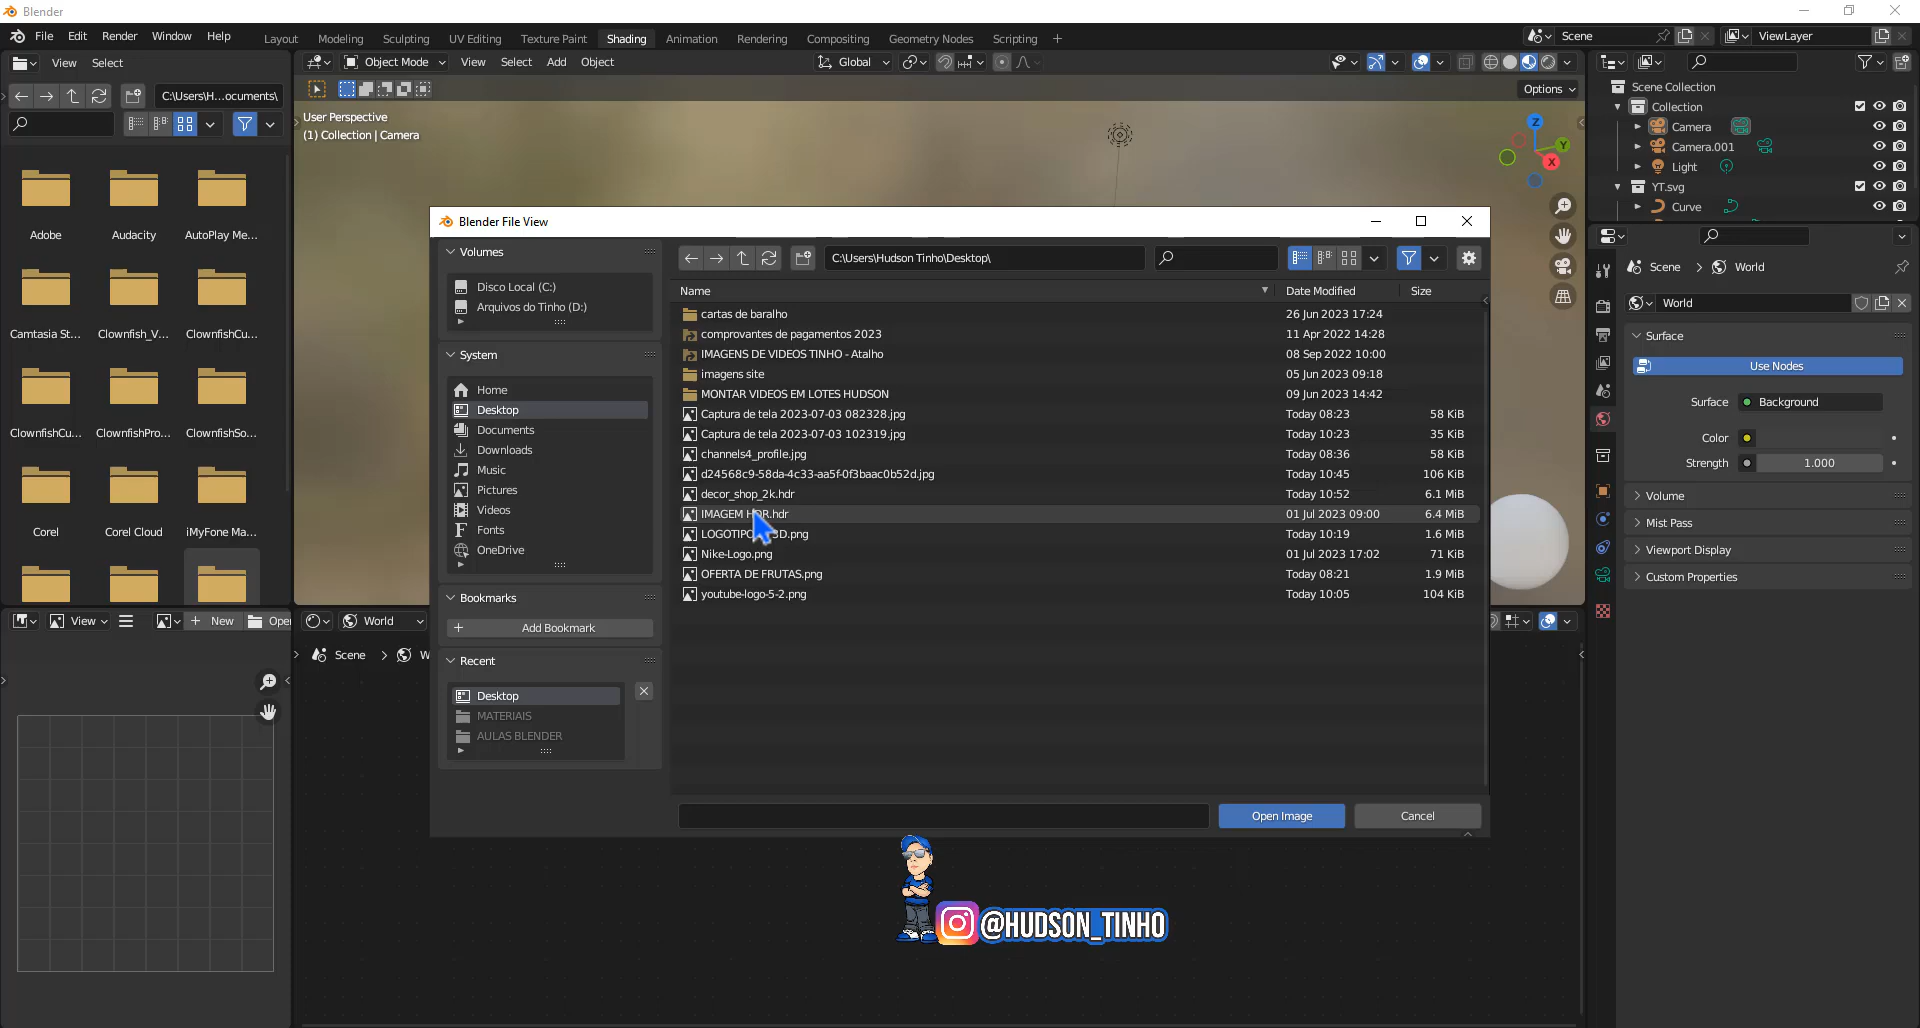 Blender
File Edit Render Window Help
Layout Modeling Sculpting UV Editing Texture Paint Shading Animation Rendering Compositing Geometry Nodes Scripting +
Scene
ViewLayer
View Select
C:\Users\H...ocuments\
Adobe Audacity AutoPlay Me...
Camtasia St... Clownfish_V... ClownfishCu...
ClownfishCu... ClownfishPro... ClownfishSo...
Corel Corel Cloud iMyFone Ma...
View
+ New
Scene > World
Object Mode View Select Add Object
Global
Options
User Perspective
(1) Collection | Camera
Z
Y
X
Blender File View
Volumes
Disco Local (C:)
Arquivos do Tinho (D:)
System
Home
Desktop
Documents
Downloads
Music
Pictures
Videos
Fonts
OneDrive
Bookmarks
+ Add Bookmark
Recent
Desktop
MATERIAIS
AULAS BLENDER
C:\Users\Hudson Tinho\Desktop\
Name Date Modified Size
cartas de baralho 26 Jun 2023 17:24
comprovantes de pagamentos 2023 11 Apr 2022 14:28
IMAGENS DE VIDEOS TINHO - Atalho 08 Sep 2022 10:00
imagens site 05 Jun 2023 09:18
MONTAR VIDEOS EM LOTES HUDSON 09 Jun 2023 14:42
Captura de tela 2023-07-03 082328.jpg Today 08:23 58 KiB
Captura de tela 2023-07-03 102319.jpg Today 10:23 35 KiB
channels4_profile.jpg Today 08:36 58 KiB
d24568c9-58da-4c33-aa5f-0f3baac0b52d.jpg Today 10:45 106 KiB
decor_shop_2k.hdr Today 10:52 6.1 MiB
IMAGEM HDR.hdr 01 Jul 2023 09:00 6.4 MiB
3D.png Today 10:19 1.6 MiB
Nike-Logo.png 01 Jul 2023 17:02 71 KiB
OFERTA DE FRUTAS.png Today 08:21 1.9 MiB
youtube-logo-5-2.png Today 10:05 104 KiB
Open Image Cancel
World
@HUDSON_TINHO
Scene Collection
Collection
Camera
Camera.001
Light
YT.svg
Curve
Scene > World
World
Surface
Use Nodes
Surface Background
Color
Strength 1.000
Volume
Mist Pass
Viewport Display
Custom Properties